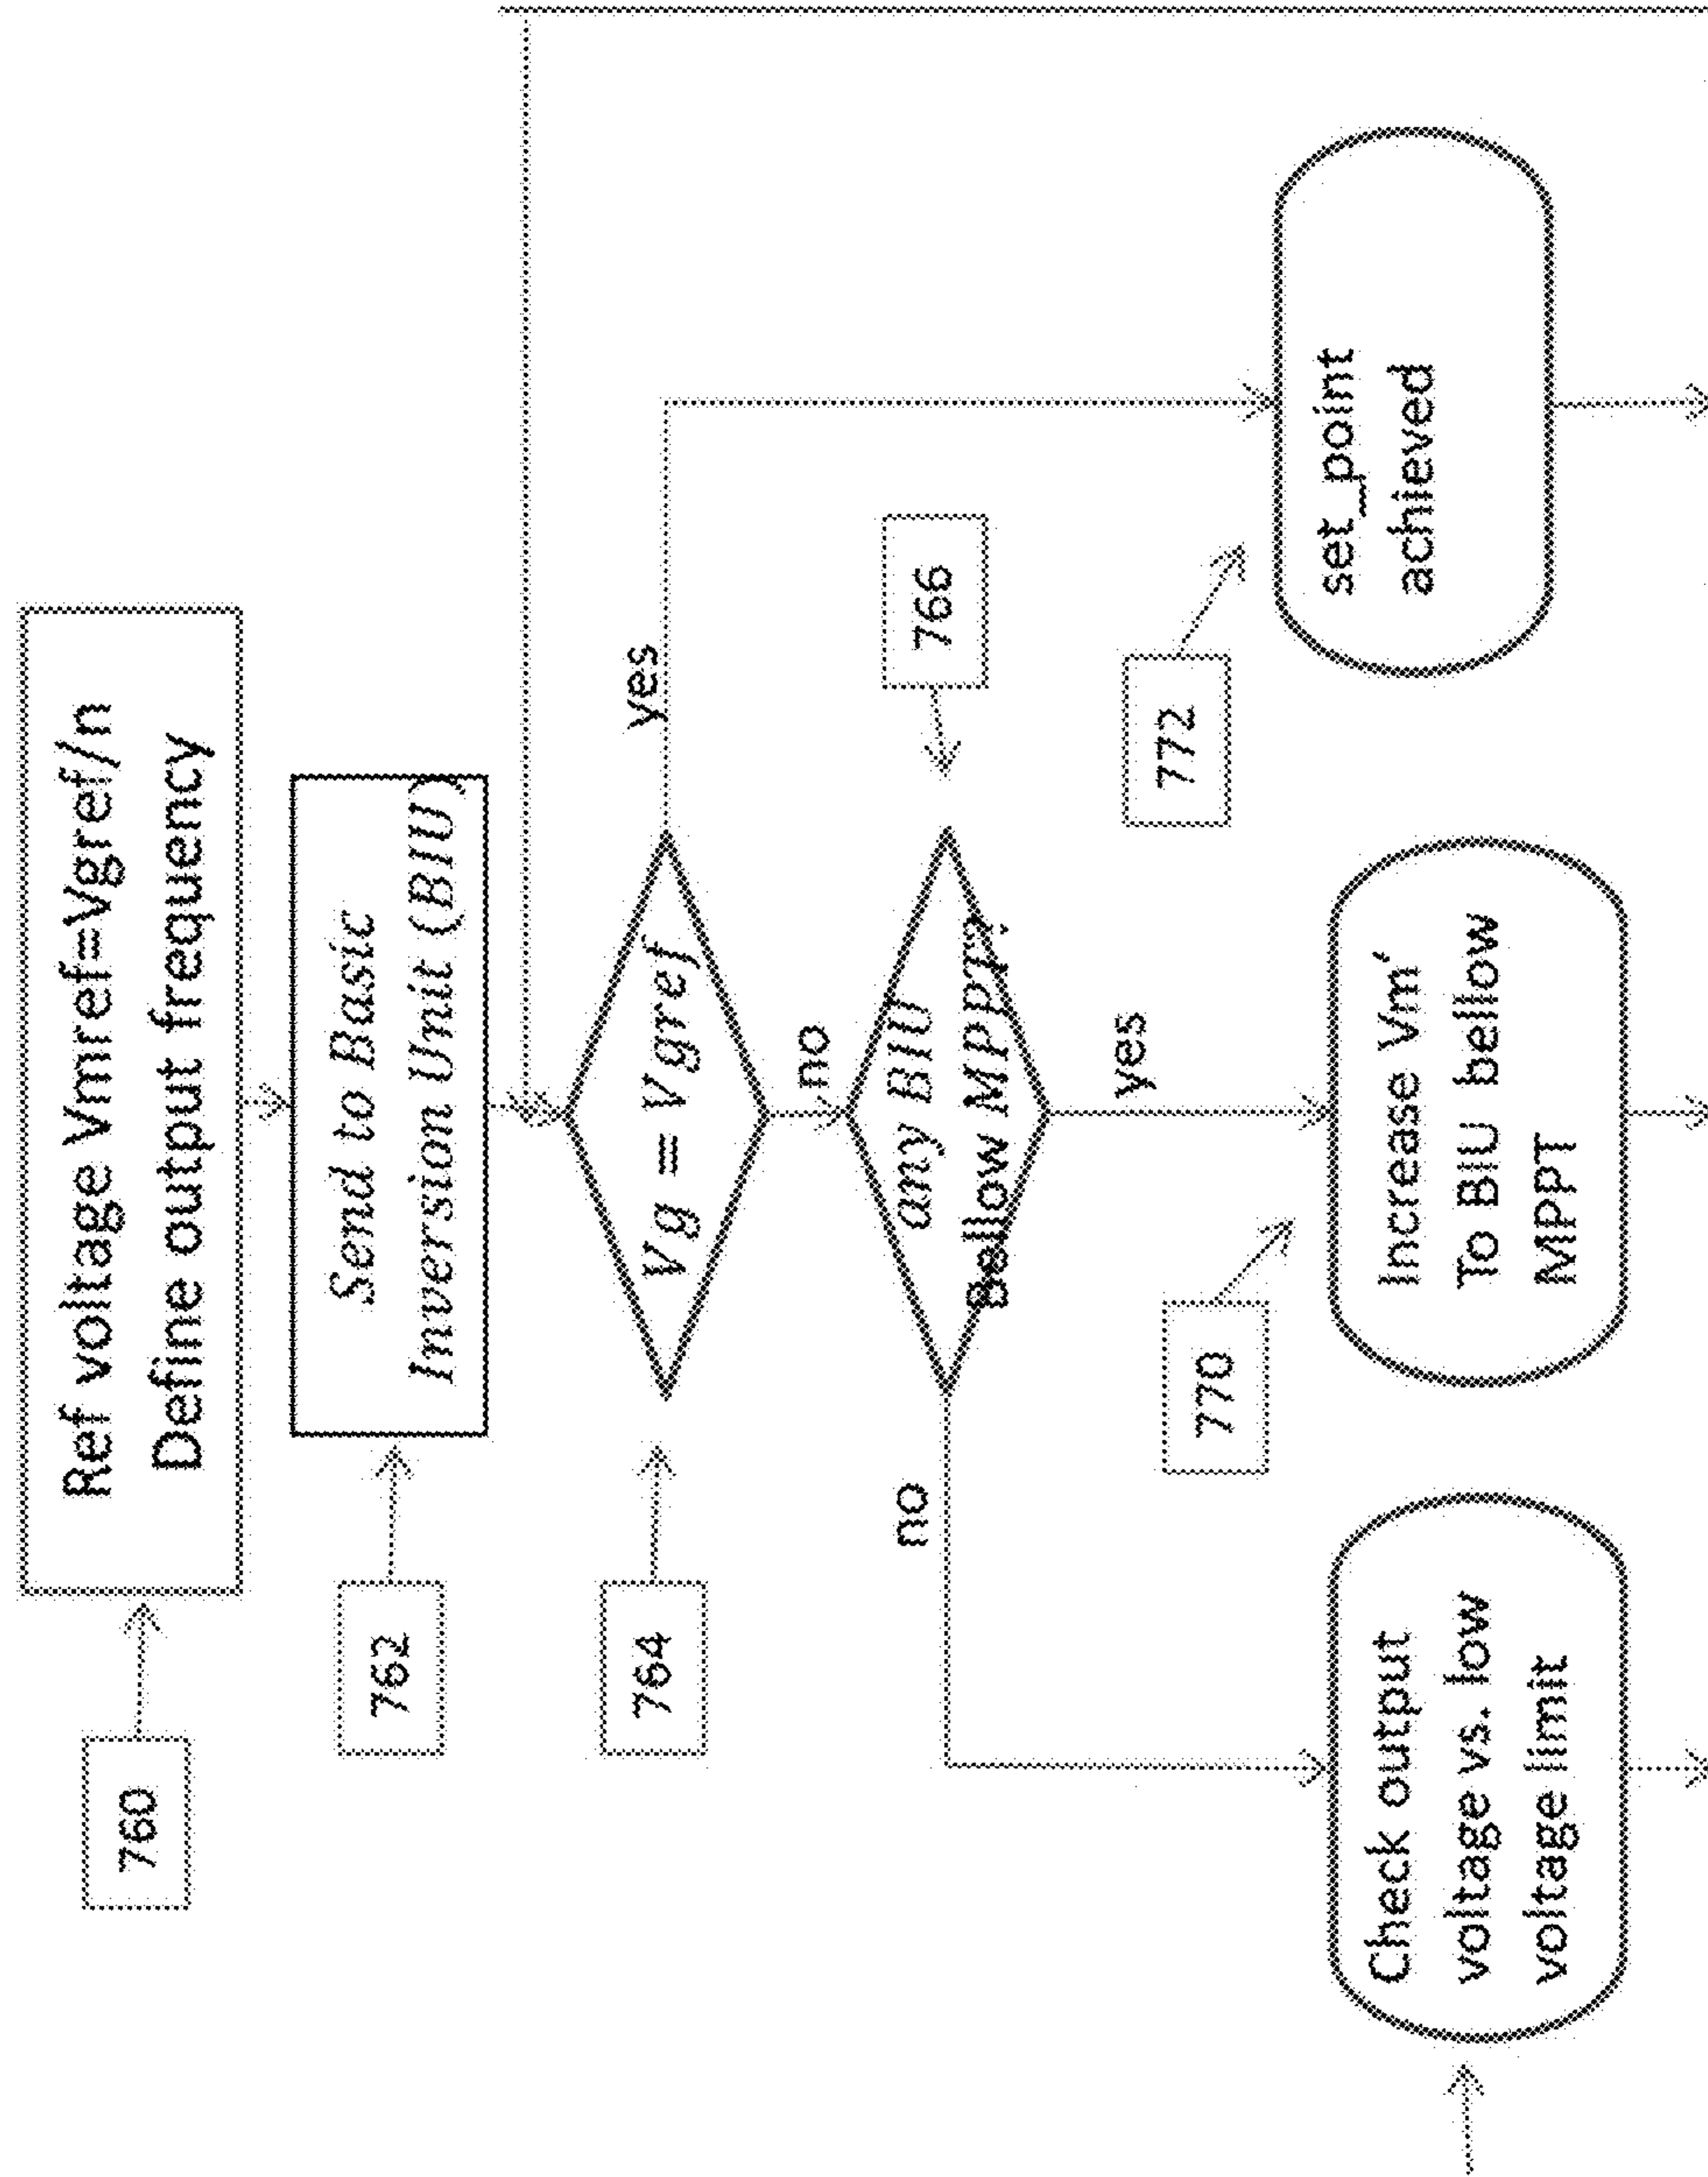 760
Ref voltage Vmref=Vgref/n
Define output frequency
762
Send to Basic
Inversion Unit (BIU)
764
Vg = Vgref
yes
no
766
any BIU
Bellow MPPT?
no
yes
770
772
Check output
voltage vs. low
voltage limit
Increase Vm'
To BIU bellow
MPPT
set_point
achieved